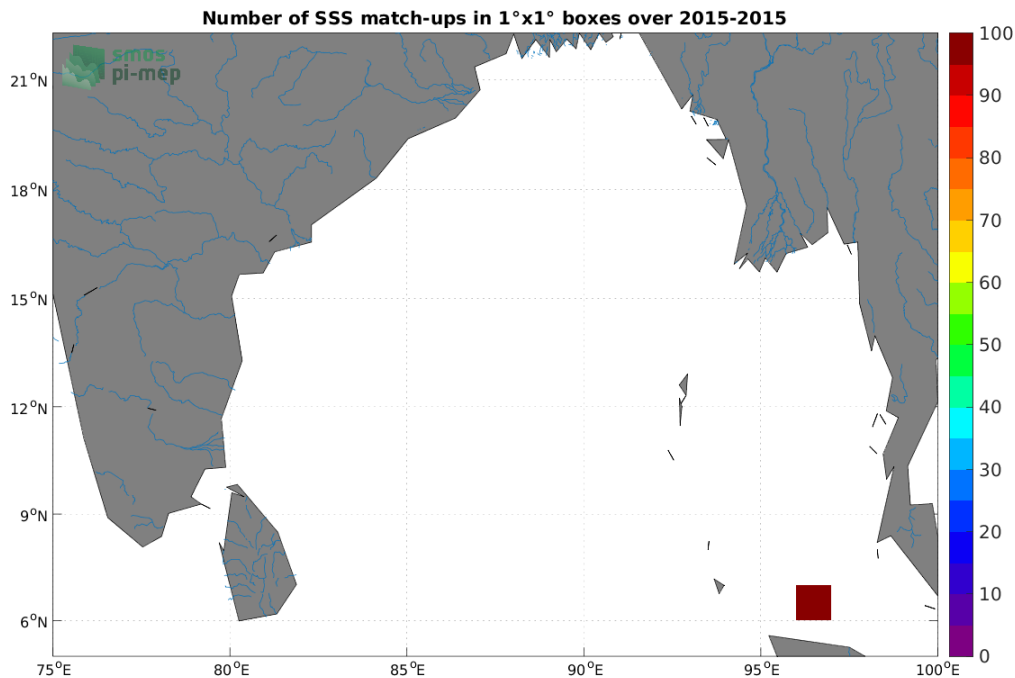 Number of SSS match-ups in 1°x1° boxes over 2015-2015
smos
pi-mep
21°N
18°N
15°N
12°N
9°N
6°N
75°E 80°E 85°E 90°E 95°E 100°E
100
90
80
70
60
50
40
30
20
10
0